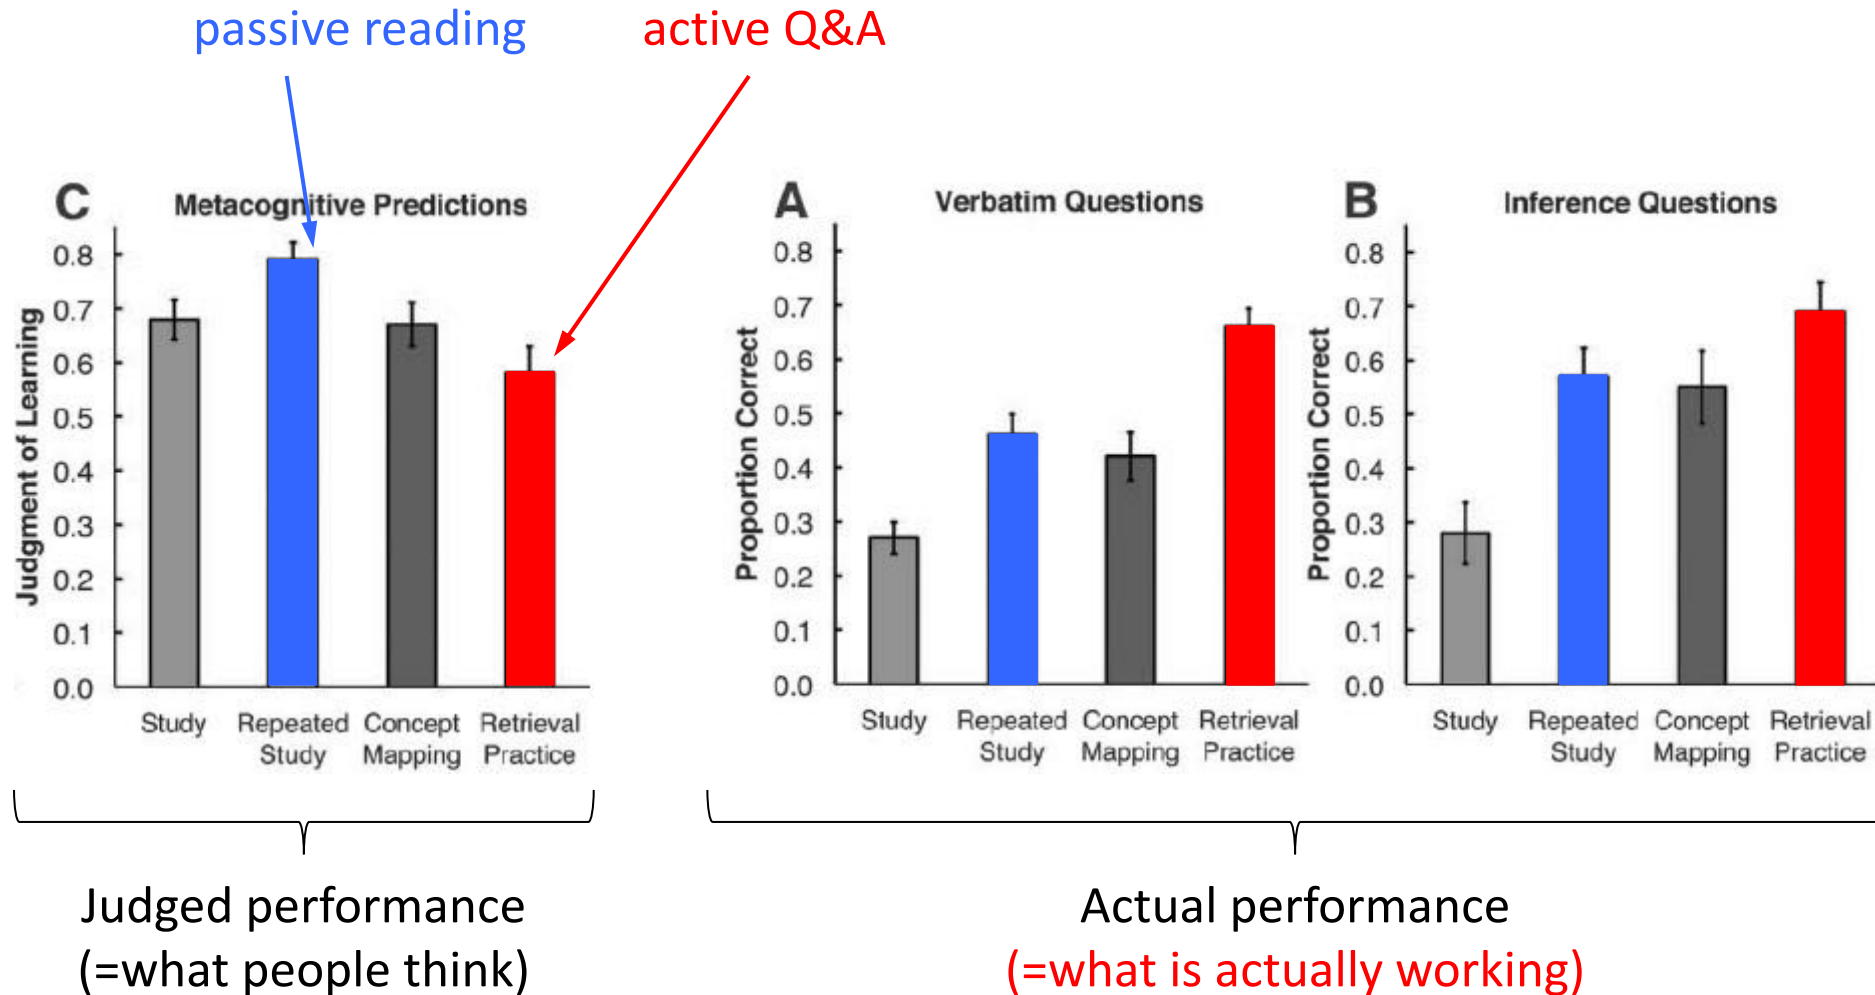 passive reading
active Q&A
C
Metacognitive Predictions
Judgment of Learning
0.8
0.7
0.6
0.5
0.4
0.3
0.2
0.1
0.0
Study
Repeated
Study
Concept
Mapping
Retrieval
Practice
A
Verbatim Questions
Proportion Correct
0.8
0.7
0.6
0.5
0.4
0.3
0.2
0.1
0.0
Study
Repeated
Study
Concept
Mapping
Retrieval
Practice
B
Inference Questions
Proportion Correct
0.8
0.7
0.6
0.5
0.4
0.3
0.2
0.1
0.0
Study
Repeated
Study
Concept
Mapping
Retrieval
Practice
Judged performance
(=what people think)
Actual performance
(=what is actually working)